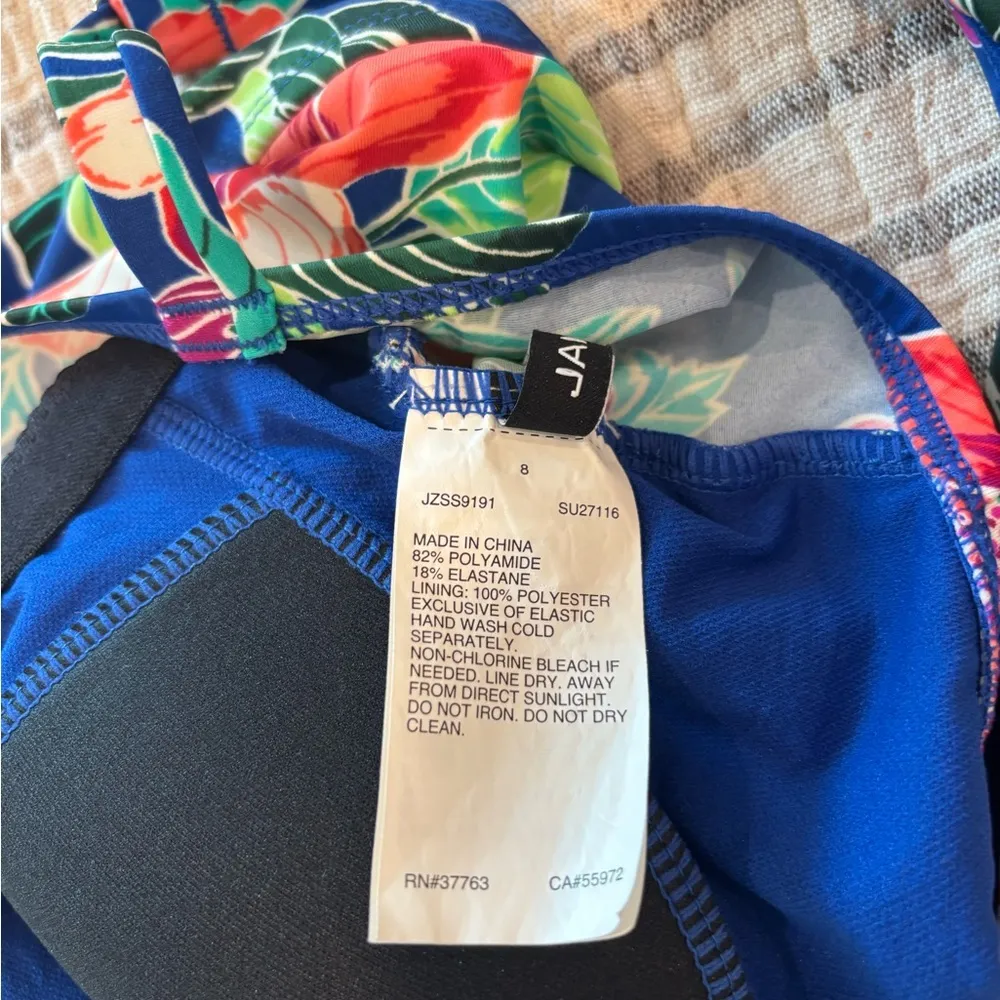 JA
8
JZSS9191 SU27116
MADE IN CHINA
82% POLYAMIDE
18% ELASTANE
LINING: 100% POLYESTER
EXCLUSIVE OF ELASTIC
HAND WASH COLD
SEPARATELY.
NON-CHLORINE BLEACH IF
NEEDED. LINE DRY. AWAY
FROM DIRECT SUNLIGHT.
DO NOT IRON. DO NOT DRY
CLEAN.
RN#37763 CA#55972